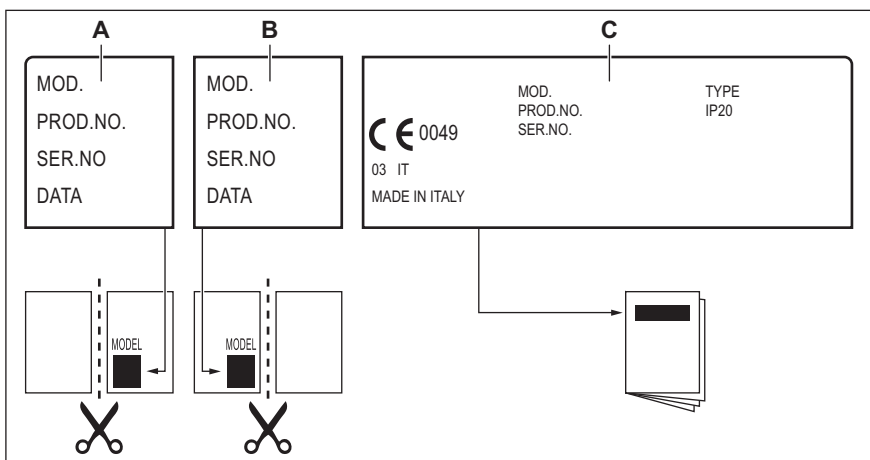 A
B
C
MOD.
PROD.NO.
SER.NO
DATA
MOD.
PROD.NO.
SER.NO
DATA
MOD.
PROD.NO.
SER.NO.
TYPE
IP20
CE 0049
03 IT
MADE IN ITALY
MODEL
MODEL